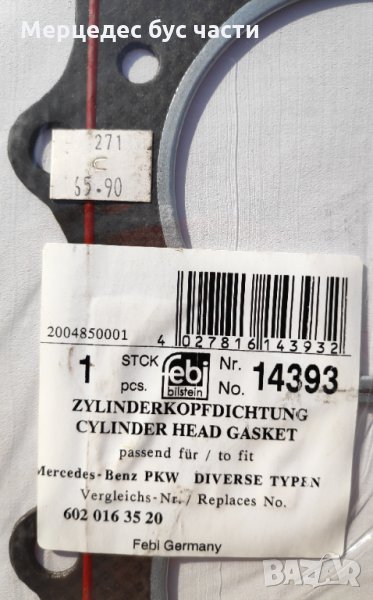 Мерцедес бус части
271
C
65.90
2004850001
4 027816 143932
1 STCK pcs. febi bilstein Nr. No. 14393
ZYLINDERKOPFDICHTUNG
CYLINDER HEAD GASKET
passend für / to fit
Mercedes-Benz PKW DIVERSE TYPEN
Vergleichs-Nr./Replaces No.
602 016 35 20
Febi Germany
BAZAR